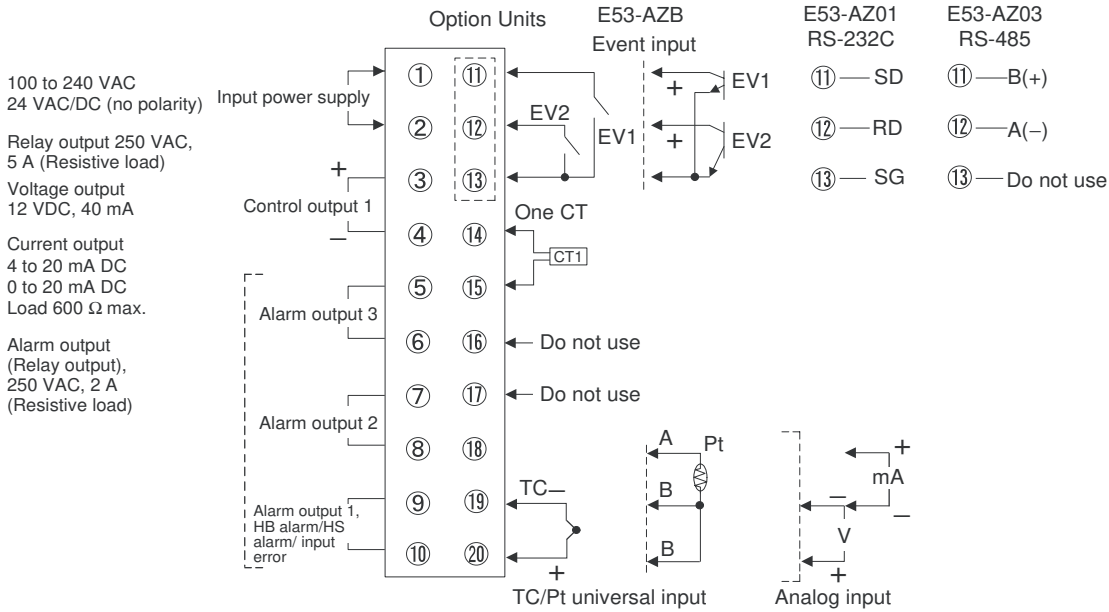 Option Units
E53-AZB
Event input
E53-AZ01
RS-232C
E53-AZ03
RS-485
100 to 240 VAC
24 VAC/DC (no polarity)
Input power supply
Relay output 250 VAC,
5 A (Resistive load)
Voltage output
12 VDC, 40 mA
Current output
4 to 20 mA DC
0 to 20 mA DC
Load 600 Ω max.
Alarm output
(Relay output),
250 VAC, 2 A
(Resistive load)
+
Control output 1
−
Alarm output 3
Alarm output 2
Alarm output 1,
HB alarm/HS
alarm/ input
error
① ⑪
② ⑫
③ ⑬
④ ⑭
⑤ ⑮
⑥ ⑯
⑦ ⑰
⑧ ⑱
⑨ ⑲
⑩ ⑳
EV2
EV1
+ EV1
+ EV2
⑪ SD
⑫ RD
⑬ SG
⑪ B(+)
⑫ A(−)
⑬ Do not use
One CT
CT1
Do not use
Do not use
TC−
+
A Pt
B
B
TC/Pt universal input
+
mA
−
−
V
+
Analog input